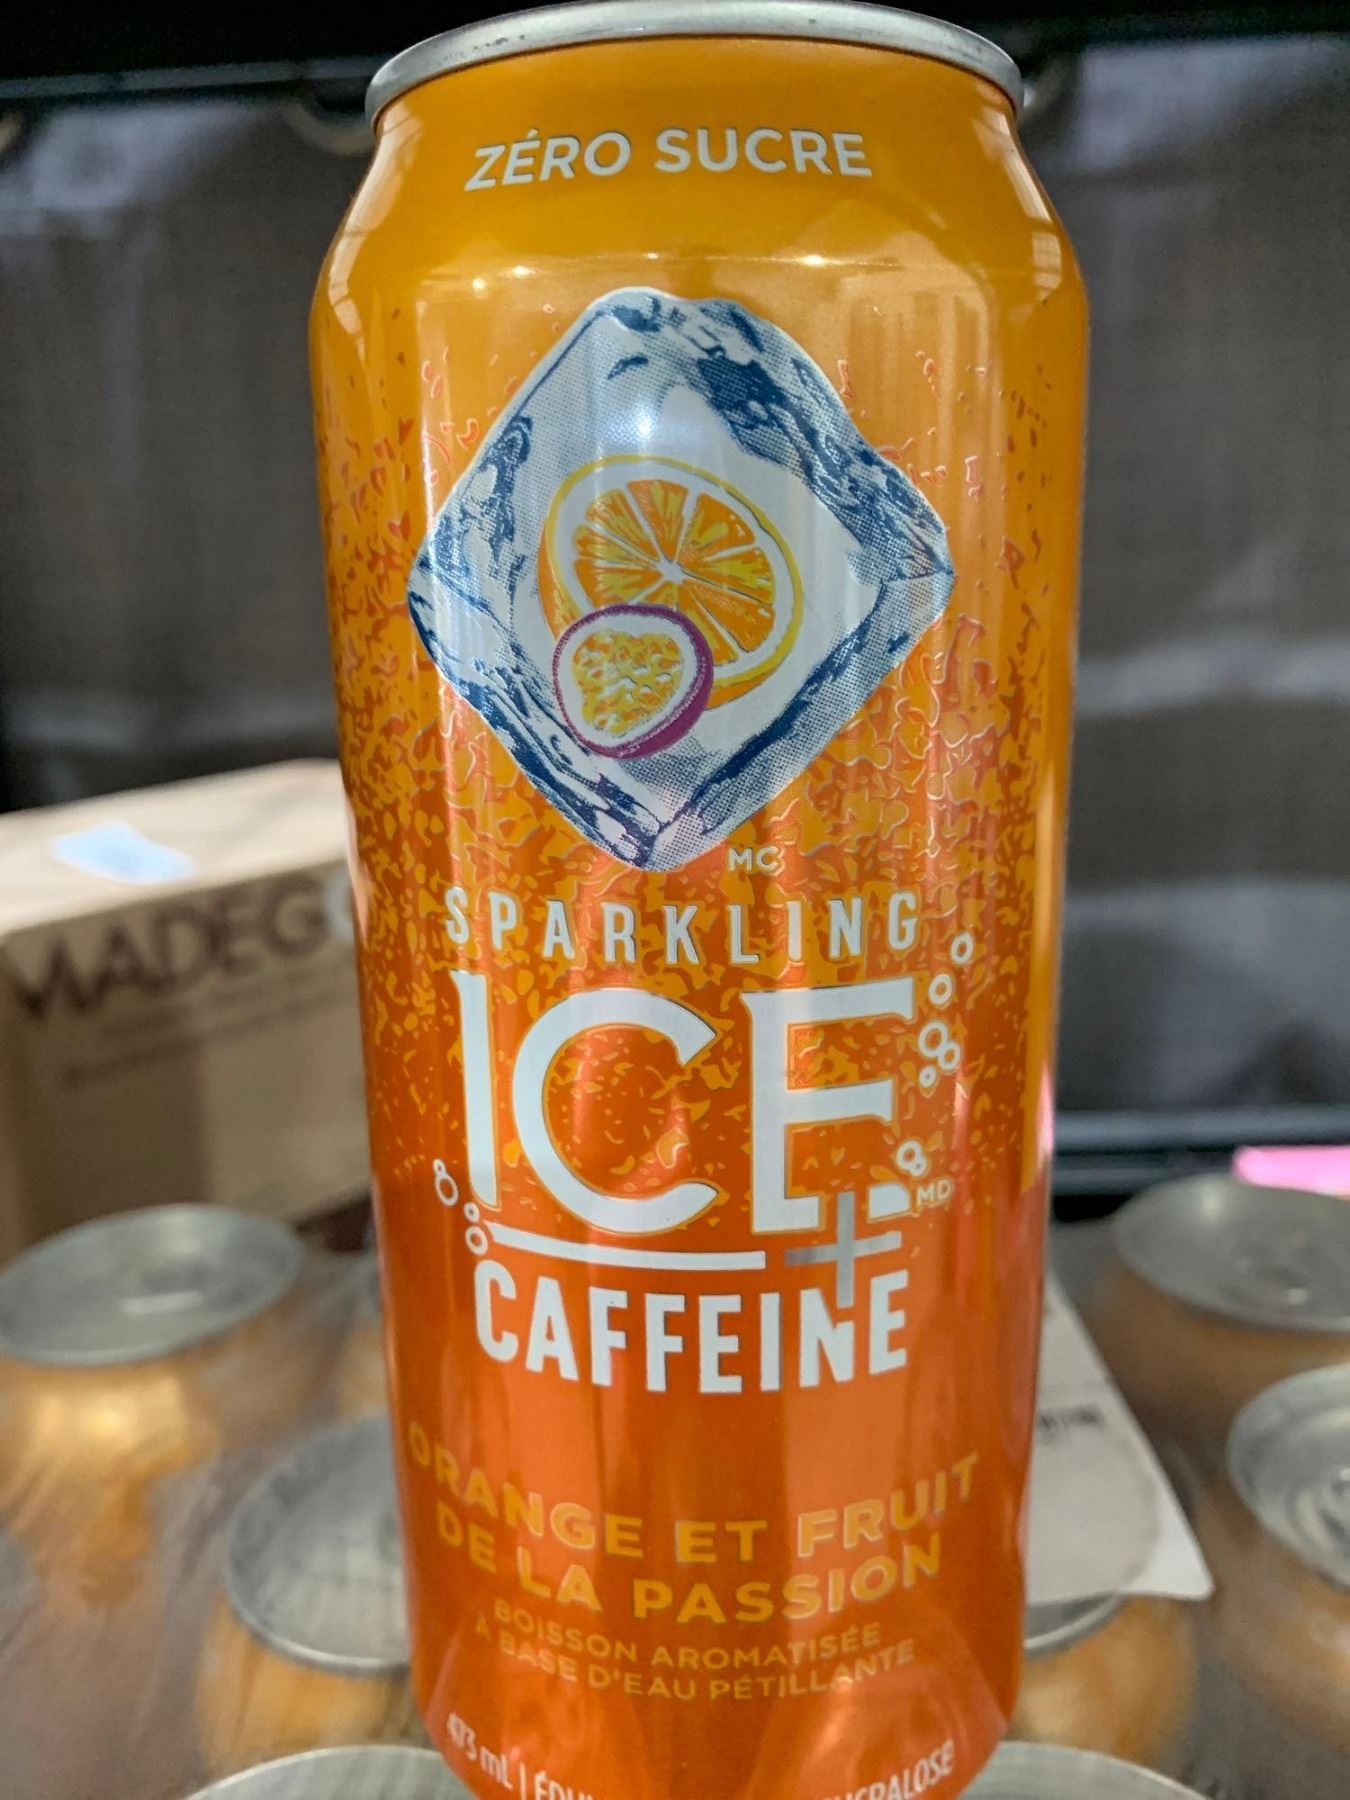 ZÉRO SUCRE
MC
SPARKLING
ICE
MD
+
CAFFEINE
ORANGE ET FRUIT
DE LA PASSION
BOISSON AROMATISÉE
À BASE D'EAU PÉTILLANTE
473 mL |
MADEG